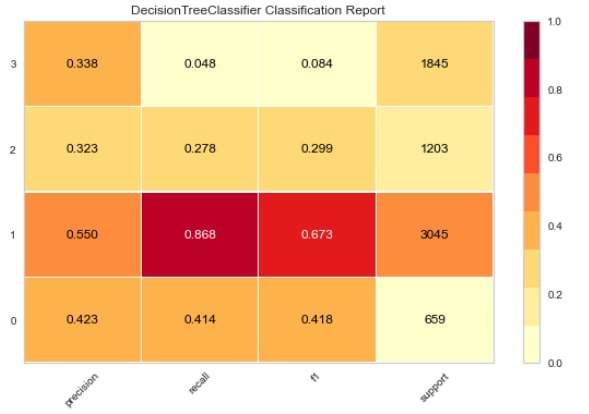 DecisionTreeClassifier Classification Report
1.0
3 0.338 0.048 0.084 1845
0.8
2 0.323 0.278 0.299 1203
0.6
1 0.550 0.868 0.673 3045
0.4
0.2
0 0.423 0.414 0.418 659
0.0
precision recall f1 support